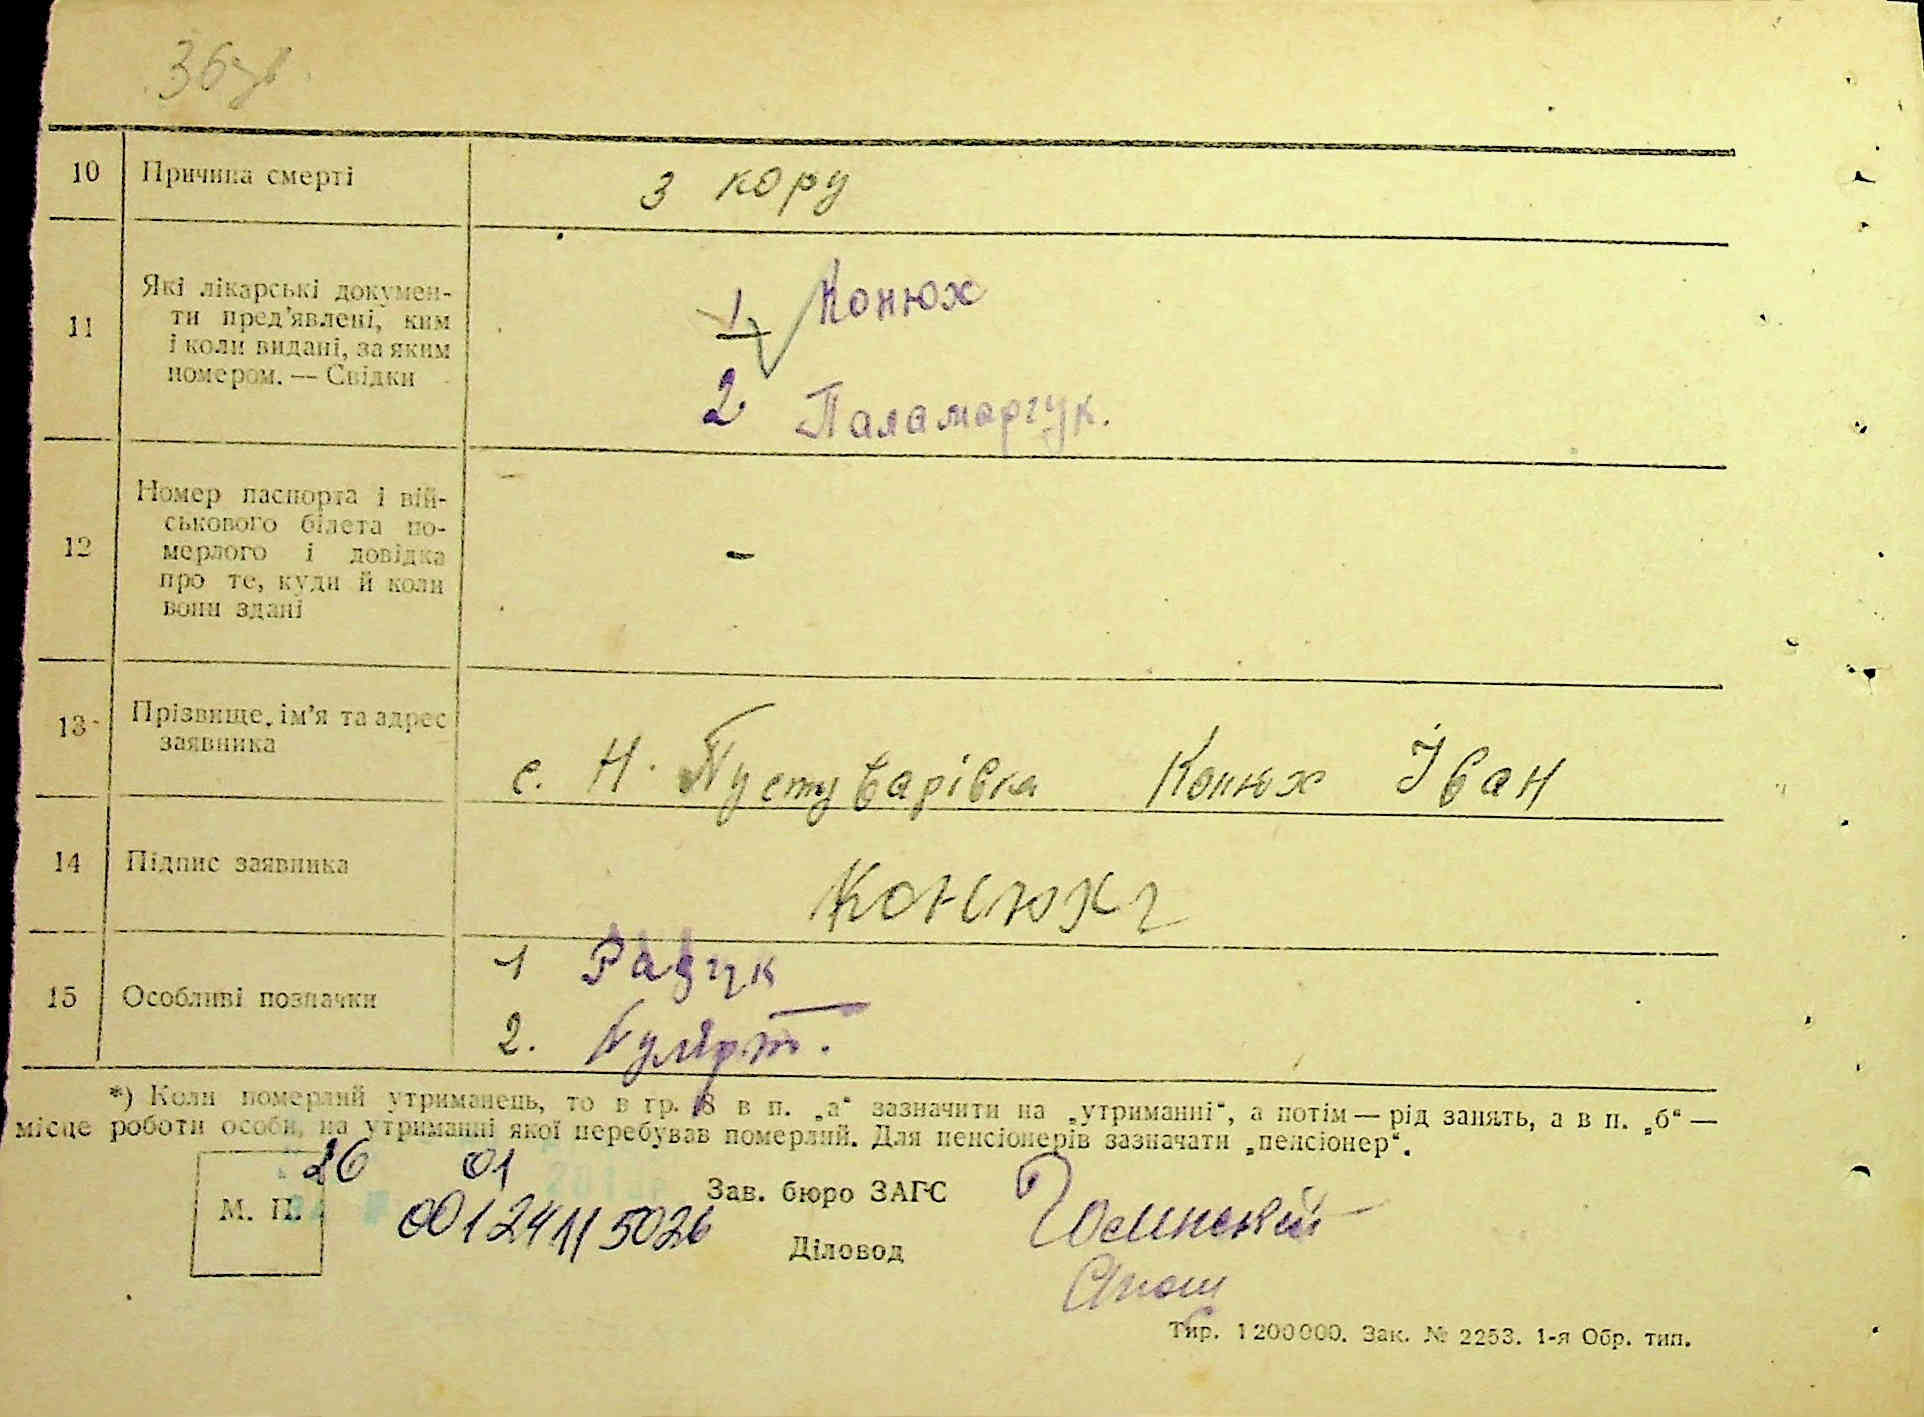 36зв
10 Причина смерті з кору
11 Які лікарські докумен-
ти пред'явлені, ким
і коли видані, за яким
номером. — Свідки
1 Конюх
2 Паламарчук.
12 Номер паспорта і вій-
ськового білета по-
мерлого і довідка
про те, куди й коли
вони здані
-
13 Прізвище, ім'я та адрес
заявника
с. Н. Пустуварівка Конюх Іван
14 Підпис заявника
Конюх
15 Особливі позначки
1 Радчук
2.
*) Коли померлий утриманець, то в гр. 8 в п. „а“ зазначити на „утриманні“, а потім — рід занять, а в п. „б“ —
місце роботи особи, на утриманні якої перебував померлий. Для пенсіонерів зазначати „пенсіонер“.
26 01
М. П.
001241/15026
Зав. бюро ЗАГС
Діловод
Тир. 1200000. Зак. № 2253. 1-я Обр. тип.